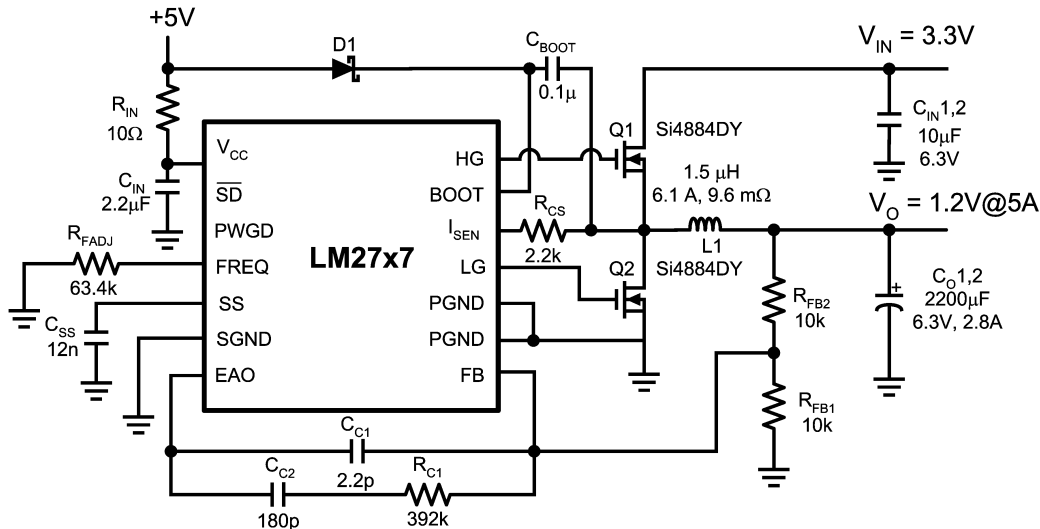 +5V
D1
C_BOOT
0.1µ
V_IN = 3.3V
R_IN
10Ω
C_IN1,2
10µF
6.3V
Q1
Si4884DY
V_CC
HG
C_IN
2.2µF
S̅D̅
BOOT
1.5 µH
6.1 A, 9.6 mΩ
R_CS
V_O = 1.2V@5A
PWGD
I_SEN
2.2k
L1
LM27x7
R_FADJ
63.4k
FREQ
LG
Q2
Si4884DY
C_O1,2
2200µF
6.3V, 2.8A
+
R_FB2
10k
SS
PGND
C_SS
12n
SGND
PGND
EAO
FB
R_FB1
10k
C_C1
2.2p
C_C2
180p
R_C1
392k